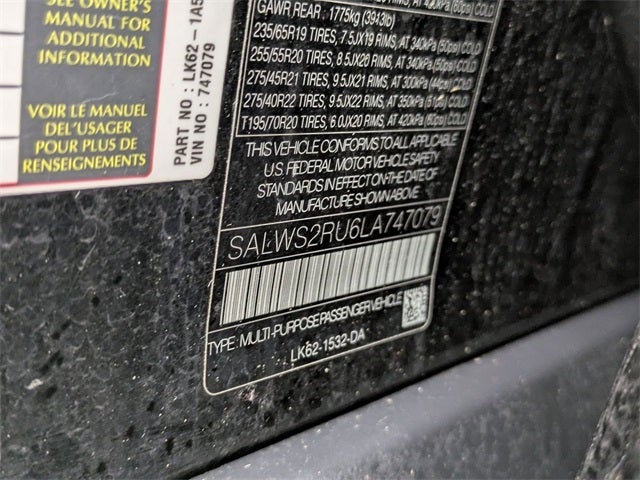 SEE OWNER'S
MANUAL FOR
ADDITIONAL
INFORMATION
VOIR LE MANUEL
DEL'USAGER
POUR PLUS DE
RENSEIGNEMENTS
PART NO : LK62-1A5
VIN NO : 747079
RIMS, AT 420kPa (60psi) COLD
GAWR REAR : 1775kg (3913lb)
235/65R19 TIRES, 7.5JX19 RIMS, AT 340kPa (50psi) COLD
255/55R20 TIRES, 8.5JX20 RIMS, AT 340kPa (50psi) COLD
275/45R21 TIRES, 9.5JX21 RIMS, AT 300kPa (44psi) COLD
275/40R22 TIRES, 9.5JX22 RIMS, AT 350kPa (51psi) COLD
T195/70R20 TIRES, 6.0JX20 RIMS, AT 420kPa (60psi) COLD
THIS VEHICLE CONFORMS TO ALL APPLICABLE
U.S. FEDERAL MOTOR VEHICLE SAFETY
STANDARDS IN EFFECT ON THE DATE OF
MANUFACTURE SHOWN ABOVE
SALWS2RU6LA747079
TYPE : MULTI-PURPOSE PASSENGER VEHICLE
LK62-1532-DA